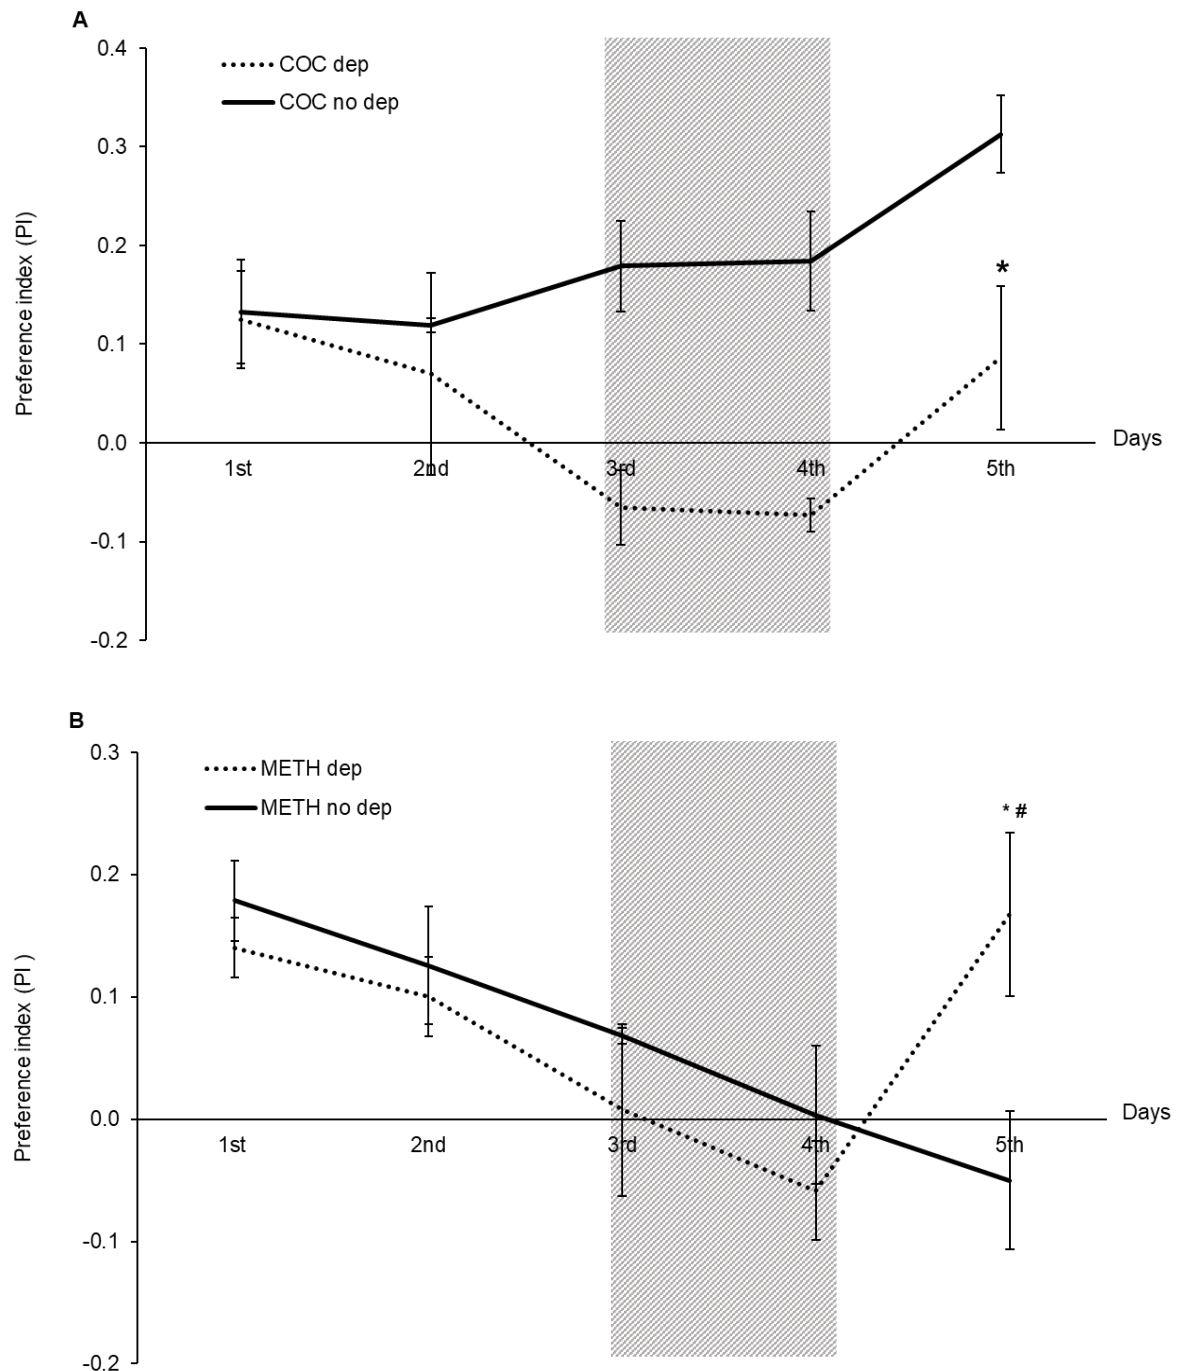 A
0.4
COC dep
COC no dep
0.3
0.2
*
0.1
0.0
Days
1st 2nd 3rd 4th 5th
-0.1
-0.2
Preference index (PI)
B
0.3
METH dep
METH no dep
* #
0.2
0.1
0.0
Days
1st 2nd 3rd 4th 5th
-0.1
-0.2
Preference index (PI )